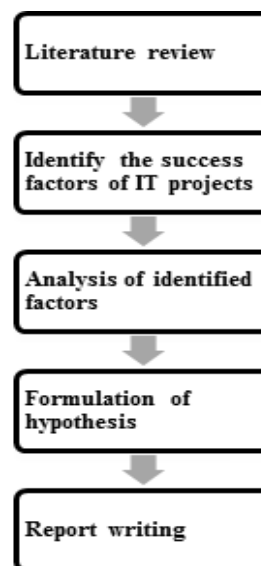 Literature review
Identify the success
factors of IT projects
Analysis of identified
factors
Formulation of
hypothesis
Report writing